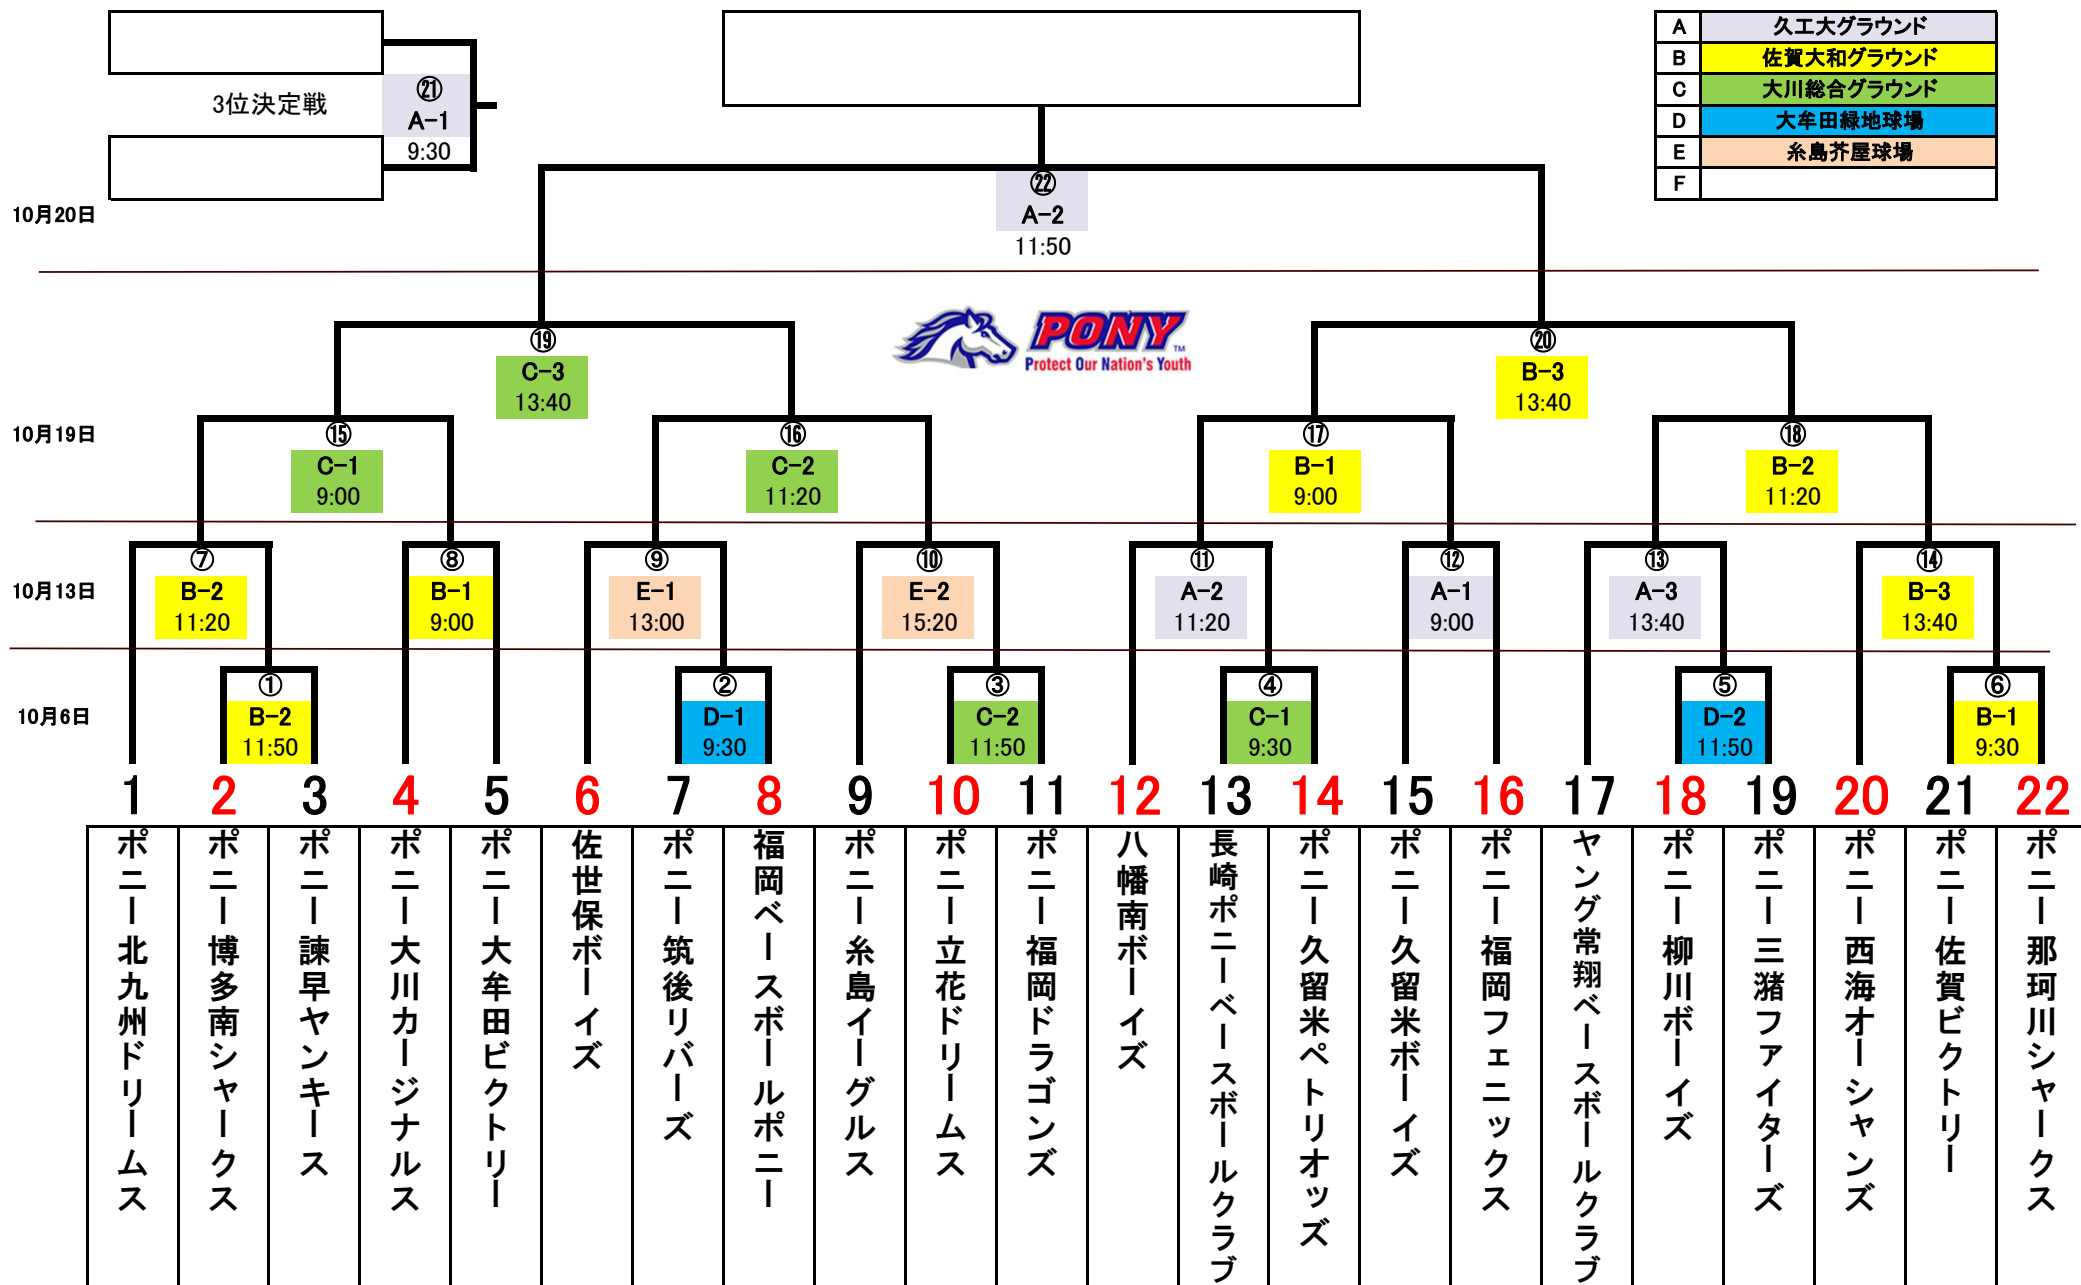 A 久工大グラウンド
B 佐賀大和グラウンド
C 大川総合グラウンド
D 大牟田緑地球場
E 糸島芥屋球場
F
3位決定戦
㉑
A-1
9:30
10月20日
㉒
A-2
11:50
PONY
TM
Protect Our Nation's Youth
⑲
C-3
13:40
⑳
B-3
13:40
10月19日
⑮
C-1
9:00
⑯
C-2
11:20
⑰
B-1
9:00
⑱
B-2
11:20
10月13日
⑦
B-2
11:20
⑧
B-1
9:00
⑨
E-1
13:00
⑩
E-2
15:20
⑪
A-2
11:20
⑫
A-1
9:00
⑬
A-3
13:40
⑭
B-3
13:40
10月6日
①
B-2
11:50
②
D-1
9:30
③
C-2
11:50
④
C-1
9:30
⑤
D-2
11:50
⑥
B-1
9:30
1 2 3 4 5 6 7 8 9 10 11 12 13 14 15 16 17 18 19 20 21 22
ポニー北九州ドリームス
ポニー博多南シャークス
ポニー諫早ヤンキース
ポニー大川カージナルス
ポニー大牟田ビクトリー
佐世保ボーイズ
ポニー筑後リバーズ
福岡ベースボールポニー
ポニー糸島イーグルス
ポニー立花ドリームス
ポニー福岡ドラゴンズ
八幡南ボーイズ
長崎ポニーベースボールクラブ
ポニー久留米ペトリオッズ
ポニー久留米ボーイズ
ポニー福岡フェニックス
ヤング常翔ベースボールクラブ
ポニー柳川ボーイズ
ポニー三潴ファイターズ
ポニー西海オーシャンズ
ポニー佐賀ビクトリー
ポニー那珂川シャークス